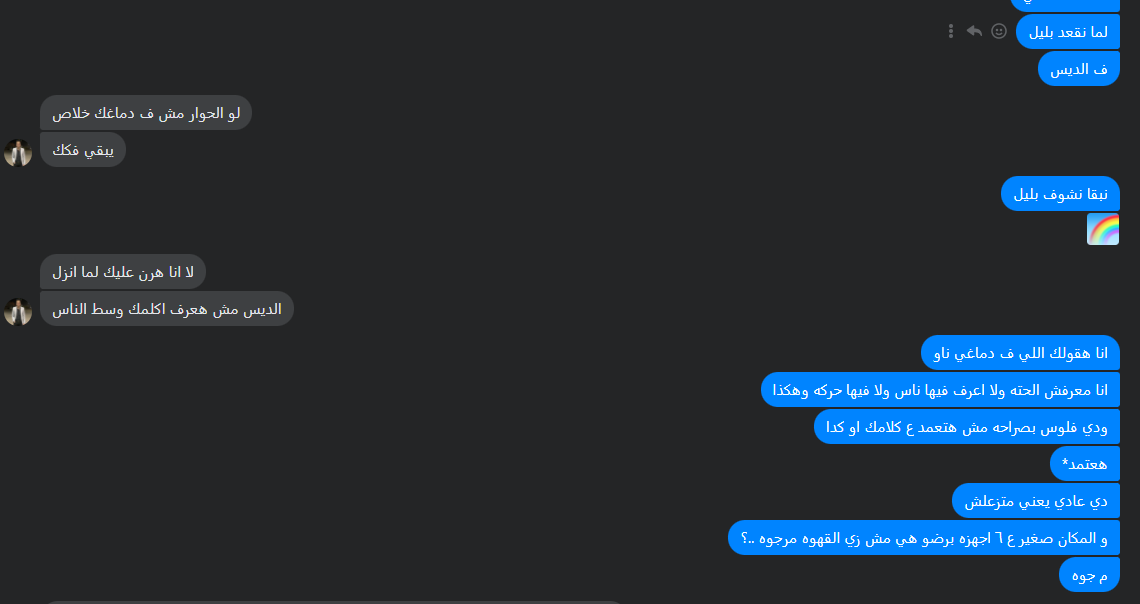 لما نقعد بليل
ف الديس
لو الحوار مش ف دماغك خلاص
يبقي فكك
نبقا نشوف بليل
لا انا هرن عليك لما انزل
الديس مش هعرف اكلمك وسط الناس
انا هقولك اللي ف دماغي ناو
انا معرفش الحته ولا اعرف فيها ناس ولا فيها حركه وهكذا
ودي فلوس بصراحه مش هتعمد ع كلامك او كدا
هعتمد*
دي عادي يعني متزعلش
و المكان صغير ع ٦ اجهزه برضو هي مش زي القهوه مرجوه ..؟
م جوه